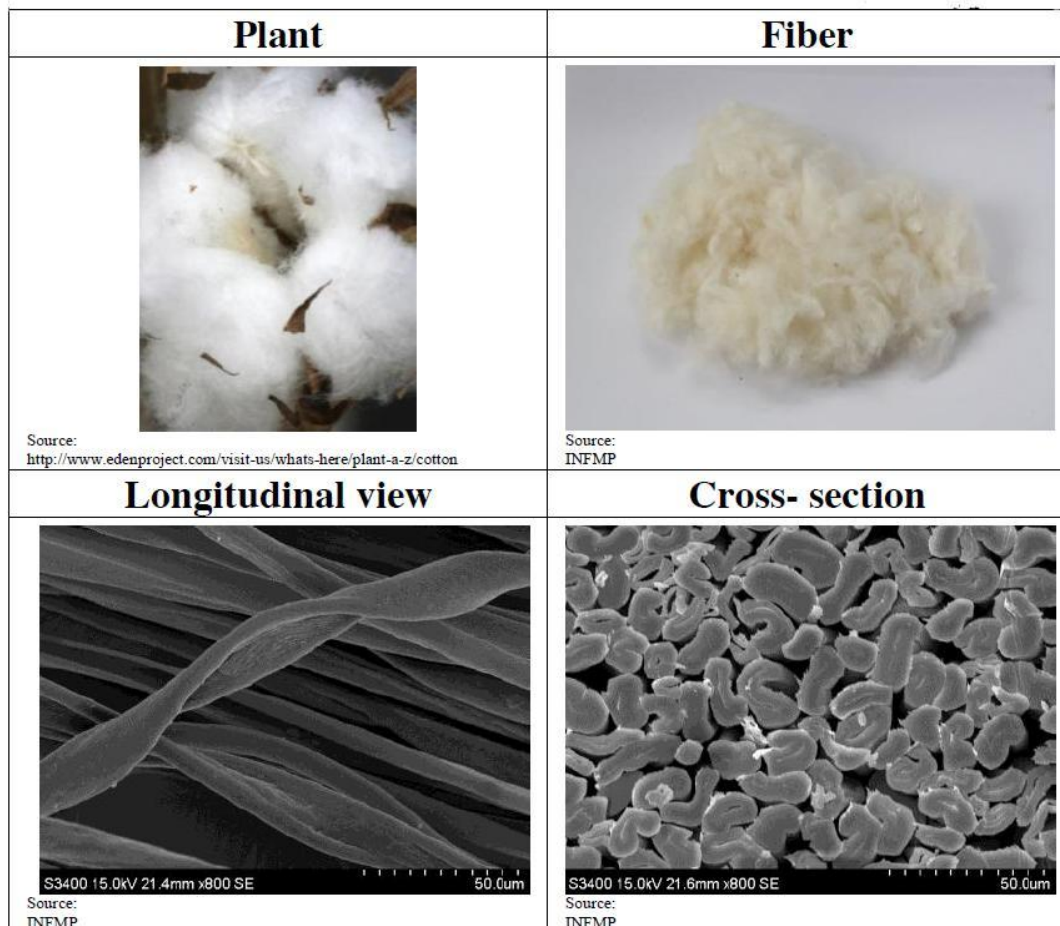 Plant
Fiber
Source:
http://www.edenproject.com/visit-us/whats-here/plant-a-z/cotton
Source:
INFMP
Longitudinal view
Cross- section
S3400 15.0kV 21.4mm x800 SE 50.0um
S3400 15.0kV 21.6mm x800 SE 50.0um
Source:
INFMP
Source:
INFMP